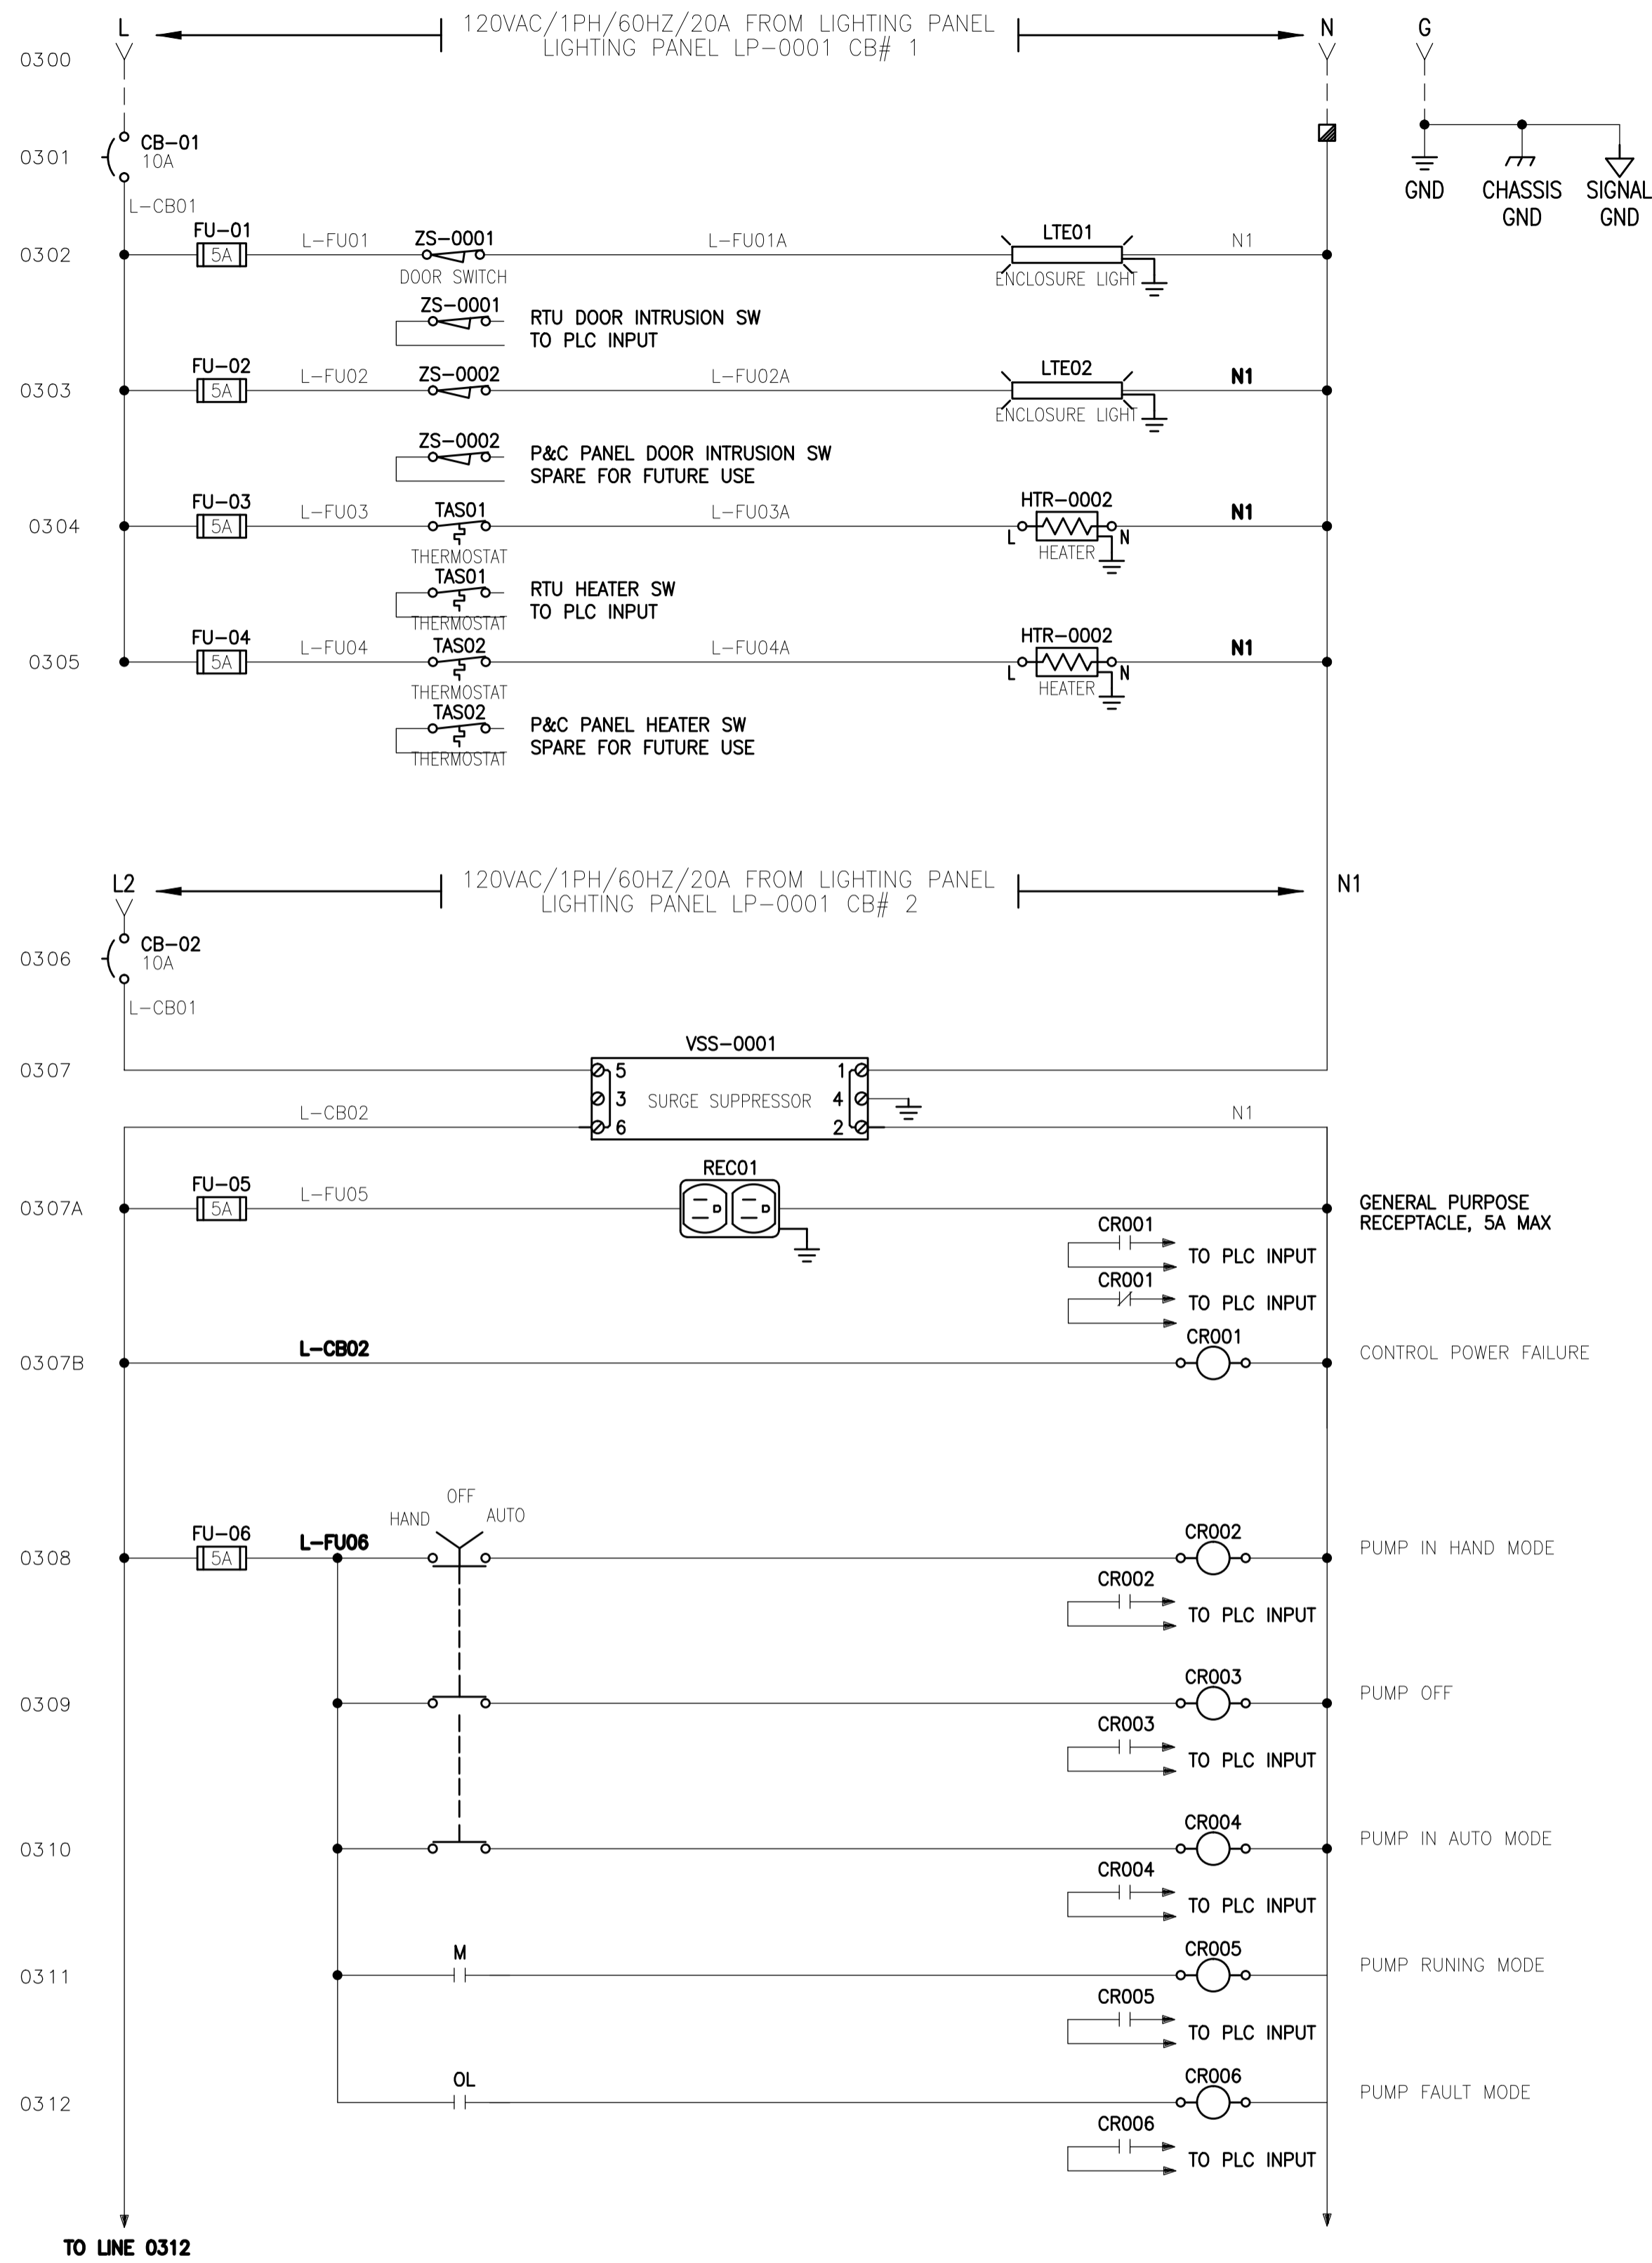 L
120VAC/1PH/60HZ/20A FROM LIGHTING PANEL
LIGHTING PANEL LP-0001 CB# 1
N
G
0300
0301
CB-01
10A
L-CB01
GND
CHASSIS
GND
SIGNAL
GND
0302
FU-01
5A
L-FU01
ZS-0001
DOOR SWITCH
L-FU01A
LTE01
ENCLOSURE LIGHT
N1
ZS-0001
RTU DOOR INTRUSION SW
TO PLC INPUT
0303
FU-02
5A
L-FU02
ZS-0002
L-FU02A
LTE02
ENCLOSURE LIGHT
N1
ZS-0002
P&C PANEL DOOR INTRUSION SW
SPARE FOR FUTURE USE
0304
FU-03
5A
L-FU03
TAS01
THERMOSTAT
L-FU03A
HTR-0002
L
N
HEATER
N1
TAS01
THERMOSTAT
RTU HEATER SW
TO PLC INPUT
0305
FU-04
5A
L-FU04
TAS02
THERMOSTAT
L-FU04A
HTR-0002
L
N
HEATER
N1
TAS02
THERMOSTAT
P&C PANEL HEATER SW
SPARE FOR FUTURE USE
L2
120VAC/1PH/60HZ/20A FROM LIGHTING PANEL
LIGHTING PANEL LP-0001 CB# 2
N1
0306
CB-02
10A
L-CB01
0307
VSS-0001
5
1
3
SURGE SUPPRESSOR
4
6
2
L-CB02
N1
0307A
FU-05
5A
L-FU05
REC01
GENERAL PURPOSE
RECEPTACLE, 5A MAX
CR001
TO PLC INPUT
CR001
TO PLC INPUT
0307B
L-CB02
CR001
CONTROL POWER FAILURE
HAND
OFF
AUTO
0308
FU-06
5A
L-FU06
CR002
PUMP IN HAND MODE
CR002
TO PLC INPUT
0309
CR003
PUMP OFF
CR003
TO PLC INPUT
0310
CR004
PUMP IN AUTO MODE
CR004
TO PLC INPUT
0311
M
CR005
PUMP RUNING MODE
CR005
TO PLC INPUT
0312
OL
CR006
PUMP FAULT MODE
CR006
TO PLC INPUT
TO LINE 0312